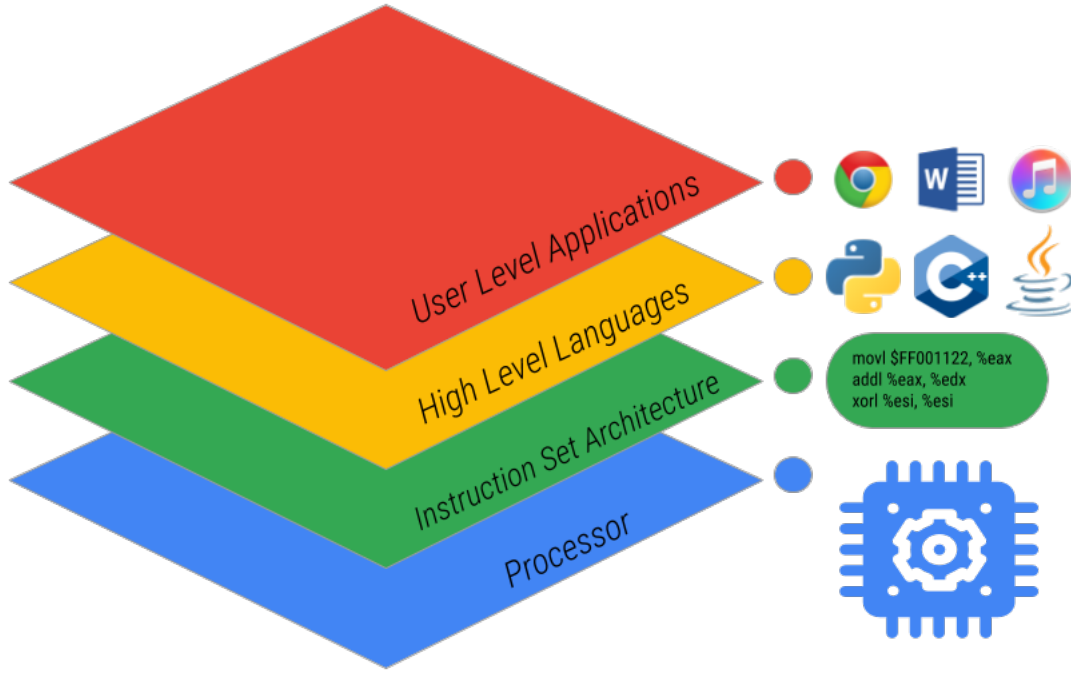 User Level Applications
High Level Languages
Instruction Set Architecture
Processor
W
C++
movl $FF001122, %eax
addl %eax, %edx
xorl %esi, %esi